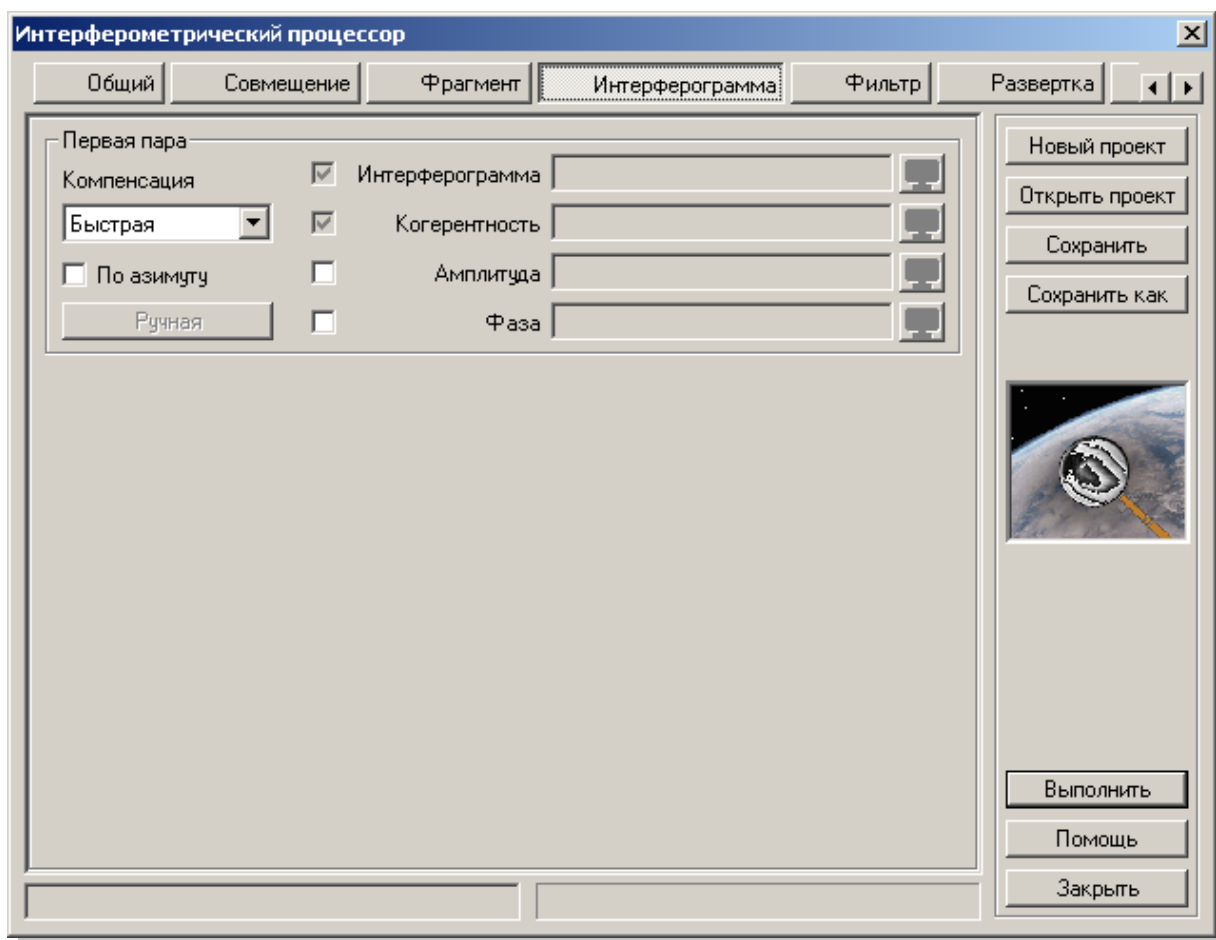 Интерферометрический процессор
Общий Совмещение Фрагмент Интерферограмма Фильтр Развертка
Первая пара
Компенсация
Быстрая
По азимуту
Ручная
Интерферограмма
Когерентность
Амплитуда
Фаза
Новый проект
Открыть проект
Сохранить
Сохранить как
Выполнить
Помощь
Закрыть